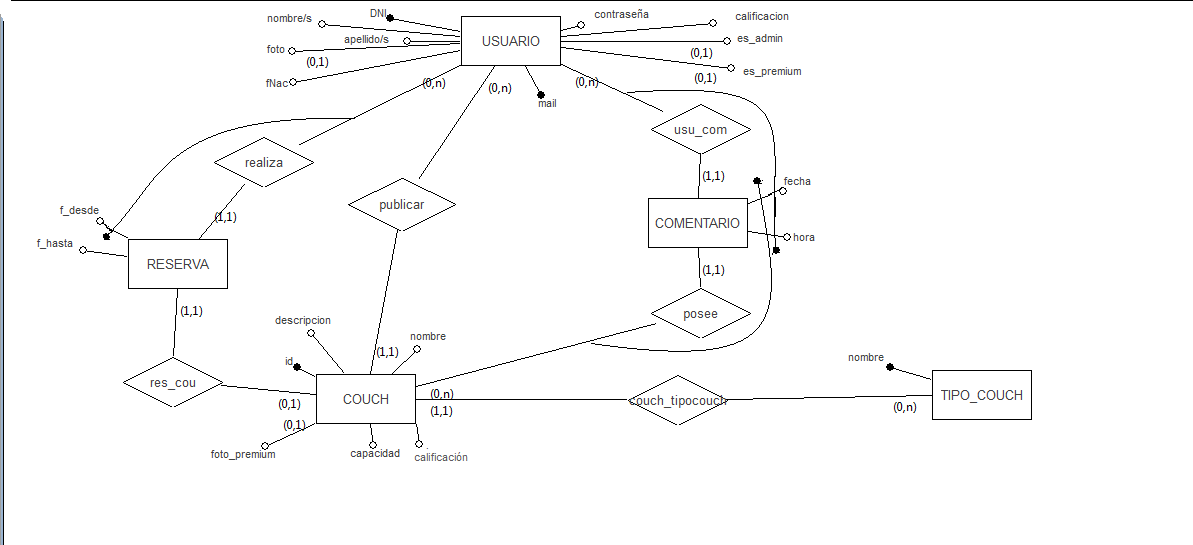 DNI
contraseña
nombre/s
calificacion
apellido/s
USUARIO
es_admin
foto
(0,1)
(0,1)
es_premium
(0,1)
fNac
(0,n)
(0,n)
(0,n)
mail
usu_com
realiza
(1,1)
fecha
publicar
f_desde
(1,1)
COMENTARIO
f_hasta
hora
RESERVA
(1,1)
(1,1)
descripcion
posee
nombre
(1,1)
id
nombre
res_cou
COUCH
(0,n)
couch_tipocouch
TIPO_COUCH
(0,1)
(1,1)
(0,n)
(0,1)
foto_premium
capacidad
calificación